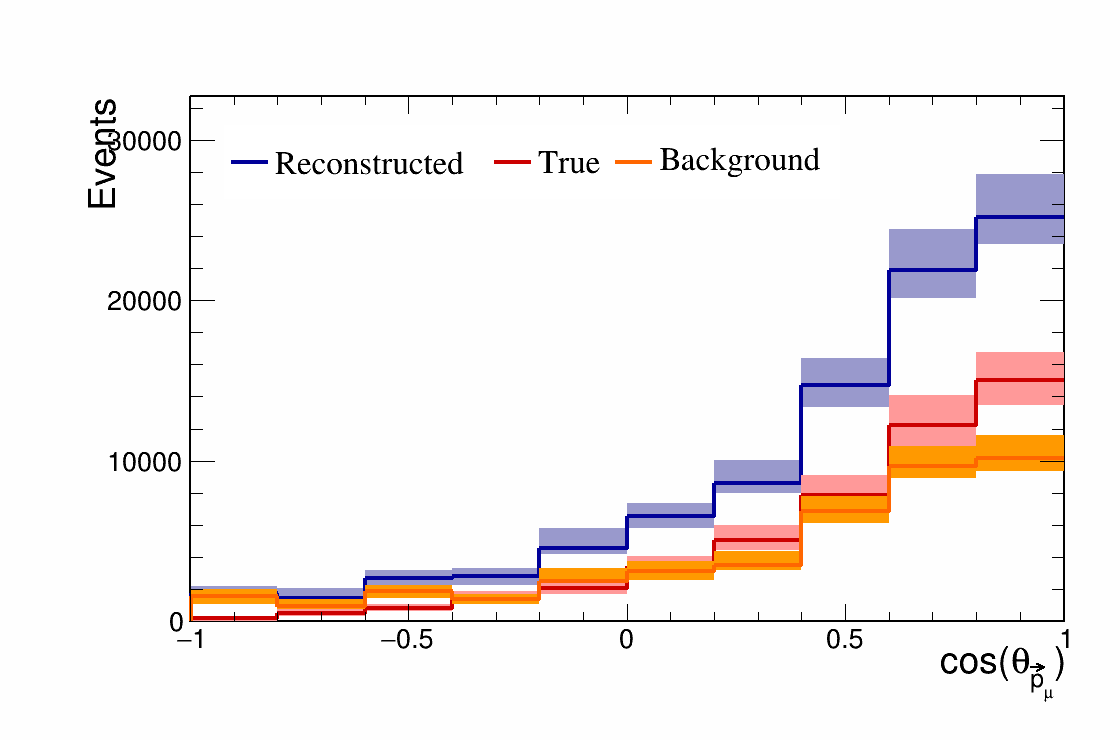 Events
30000
20000
10000
0
Reconstructed True Background
−1 −0.5 0 0.5 1
cos(θp⃗μ)